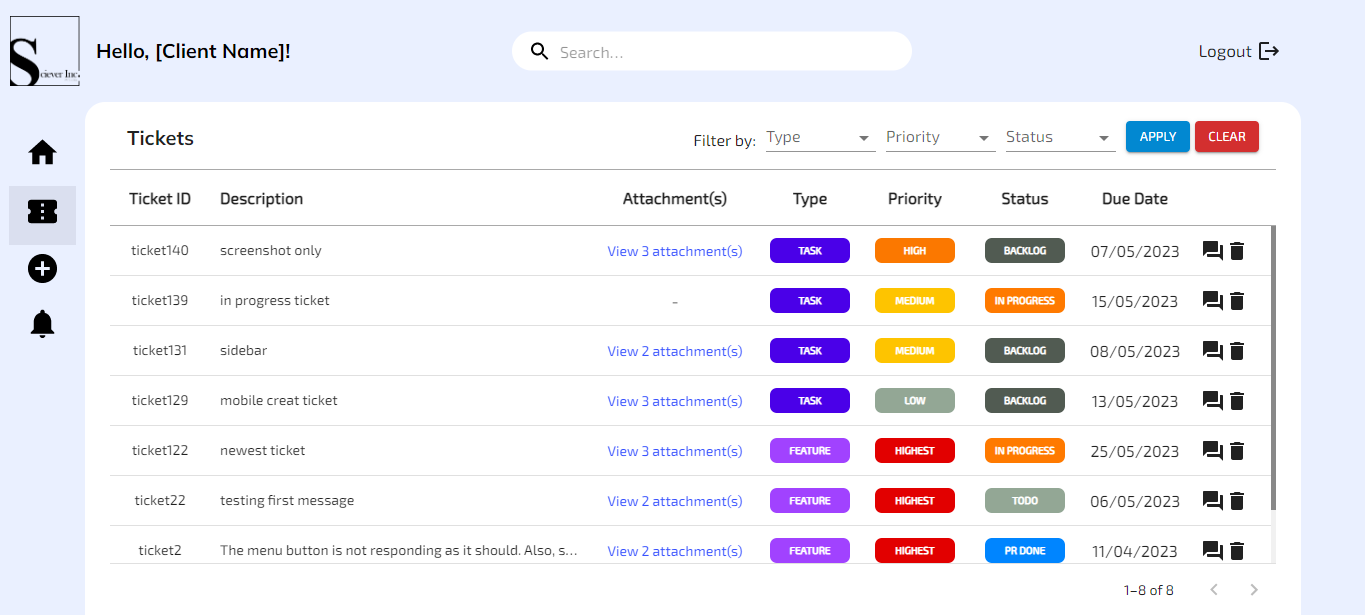 Sciever Inc.
Hello, [Client Name]!
Search...
Logout
Tickets
Filter by: Type Priority Status APPLY CLEAR
Ticket ID Description Attachment(s) Type Priority Status Due Date
ticket140 screenshot only View 3 attachment(s) TASK HIGH BACKLOG 07/05/2023
ticket139 in progress ticket - TASK MEDIUM IN PROGRESS 15/05/2023
ticket131 sidebar View 2 attachment(s) TASK MEDIUM BACKLOG 08/05/2023
ticket129 mobile creat ticket View 3 attachment(s) TASK LOW BACKLOG 13/05/2023
ticket122 newest ticket View 3 attachment(s) FEATURE HIGHEST IN PROGRESS 25/05/2023
ticket22 testing first message View 2 attachment(s) FEATURE HIGHEST TODO 06/05/2023
ticket2 The menu button is not responding as it should. Also, s... View 2 attachment(s) FEATURE HIGHEST PR DONE 11/04/2023
1–8 of 8